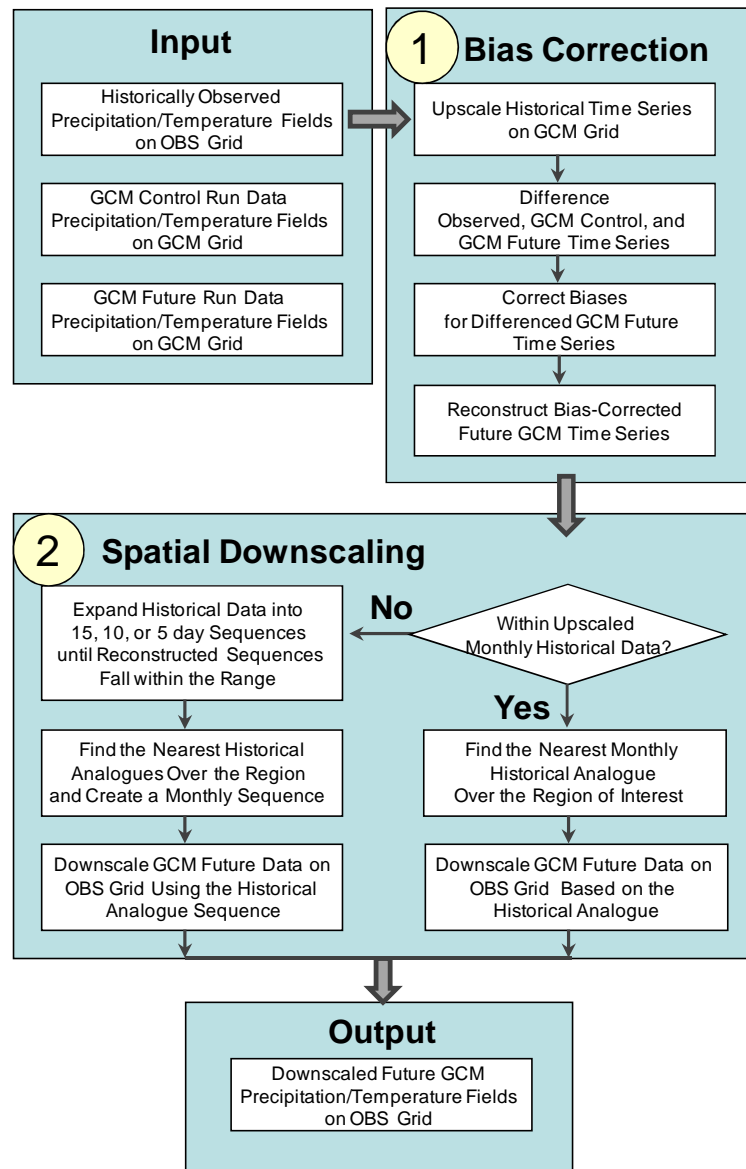 Input
Historically Observed
Precipitation/Temperature Fields
on OBS Grid
GCM Control Run Data
Precipitation/Temperature Fields
on GCM Grid
GCM Future Run Data
Precipitation/Temperature Fields
on GCM Grid
1 Bias Correction
Upscale Historical Time Series
on GCM Grid
Difference
Observed, GCM Control, and
GCM Future Time Series
Correct Biases
for Differenced GCM Future
Time Series
Reconstruct Bias-Corrected
Future GCM Time Series
2 Spatial Downscaling
Within Upscaled
Monthly Historical Data?
No
Expand Historical Data into
15, 10, or 5 day Sequences
until Reconstructed Sequences
Fall within the Range
Find the Nearest Historical
Analogues Over the Region
and Create a Monthly Sequence
Downscale GCM Future Data on
OBS Grid Using the Historical
Analogue Sequence
Yes
Find the Nearest Monthly
Historical Analogue
Over the Region of Interest
Downscale GCM Future Data on
OBS Grid Based on the
Historical Analogue
Output
Downscaled Future GCM
Precipitation/Temperature Fields
on OBS Grid